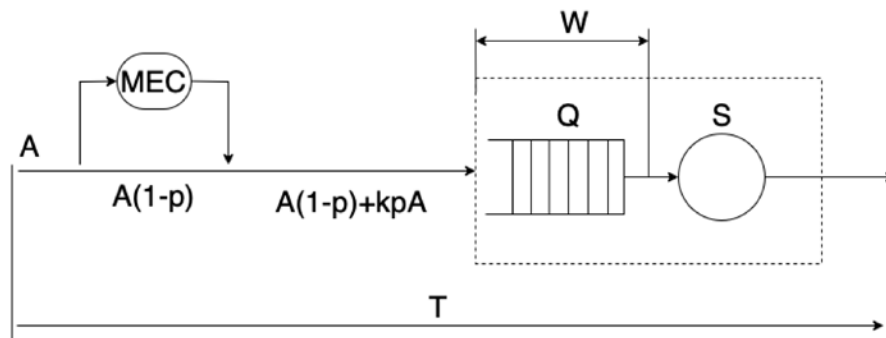 W
MEC
Q
S
A
A(1-p)
A(1-p)+kpA
T